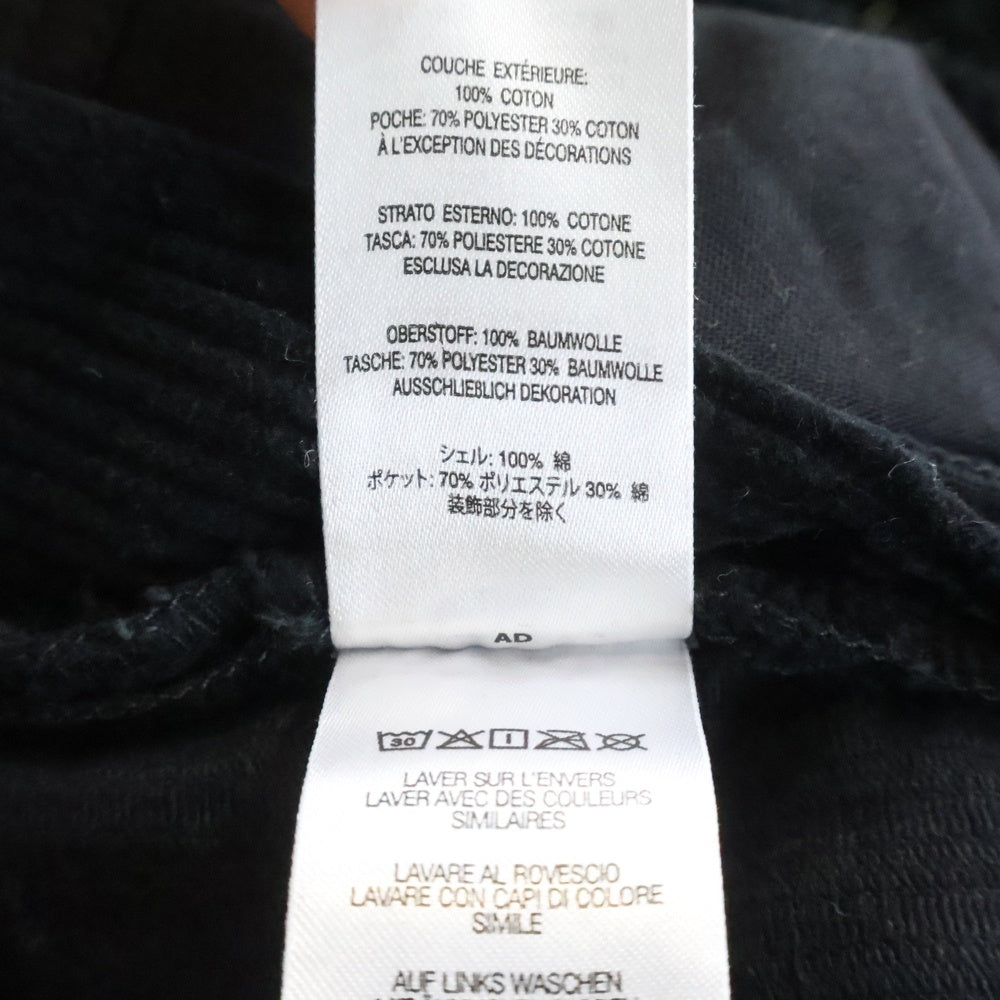 COUCHE EXTÉRIEURE:
100% COTON
POCHE: 70% POLYESTER 30% COTON
À L'EXCEPTION DES DÉCORATIONS
STRATO ESTERNO: 100% COTONE
TASCA: 70% POLIESTERE 30% COTONE
ESCLUSA LA DECORAZIONE
OBERSTOFF: 100% BAUMWOLLE
TASCHE: 70% POLYESTER 30% BAUMWOLLE
AUSSCHLIEBLICH DEKORATION
シェル: 100% 綿
ポケット: 70% ポリエステル 30% 綿
装飾部分を除く
AD
30
LAVER SUR L'ENVERS
LAVER AVEC DES COULEURS
SIMILAIRES
LAVARE AL ROVESCIO
LAVARE CON CAPI DI COLORE
SIMILE
AUF LINKS WASCHEN